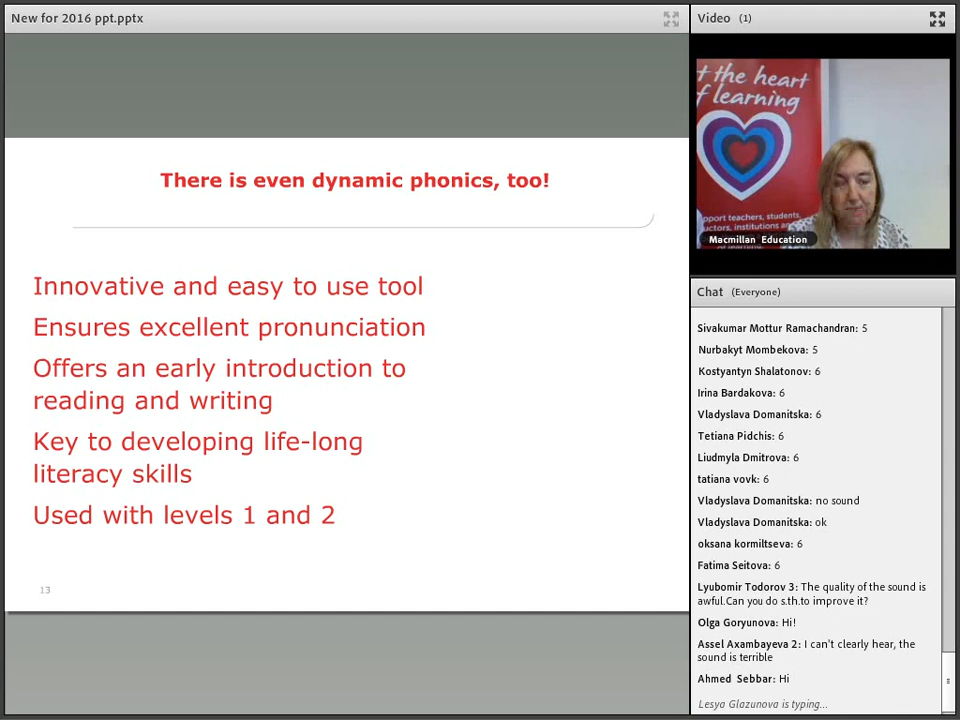 New for 2016 ppt.pptx
There is even dynamic phonics, too!
Innovative and easy to use tool
Ensures excellent pronunciation
Offers an early introduction to
reading and writing
Key to developing life-long
literacy skills
Used with levels 1 and 2
13
Video (1)
t the heart
f learning
pport teachers, students,
uctors, institutions
Macmillan Education
Chat (Everyone)
Sivakumar Mottur Ramachandran: 5
Nurbakyt Mombekova: 5
Kostyantyn Shalatonov: 6
Irina Bardakova: 6
Vladyslava Domanitska: 6
Tetiana Pidchis: 6
Liudmyla Dmitrova: 6
tatiana vovk: 6
Vladyslava Domanitska: no sound
Vladyslava Domanitska: ok
oksana kormiltseva: 6
Fatima Seitova: 6
Lyubomir Todorov 3: The quality of the sound is
awful.Can you do s.th.to improve it?
Olga Goryunova: Hi!
Assel Axambayeva 2: I can't clearly hear, the
sound is terrible
Ahmed Sebbar: Hi
Lesya Glazunova is typing...